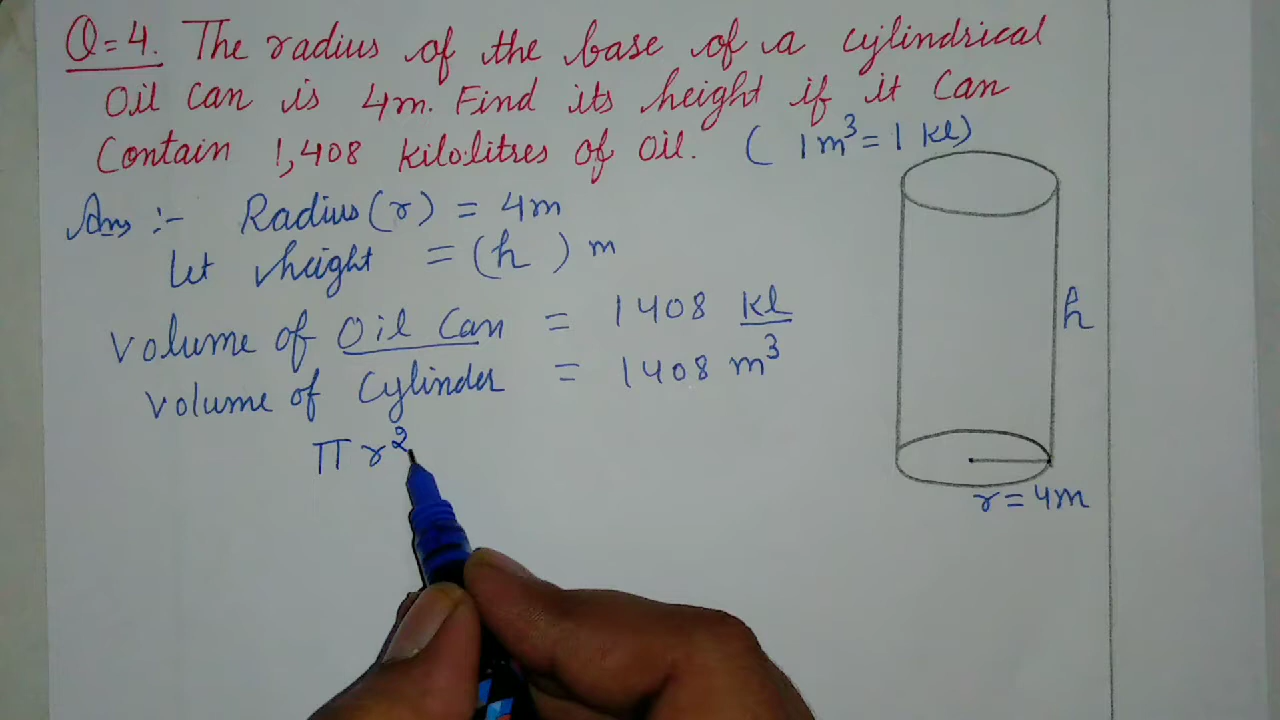 Q=4. The radius of the base of a cylindrical
Oil Can is 4m. Find its height if it Can
Contain 1,408 kilolitres of Oil. ( 1m³ = 1 kl)
Ans :- Radius (r) = 4m
Let height = (h) m
Volume of Oil Can = 1408 kl
Volume of Cylinder = 1408 m³
π r²
h
r = 4m